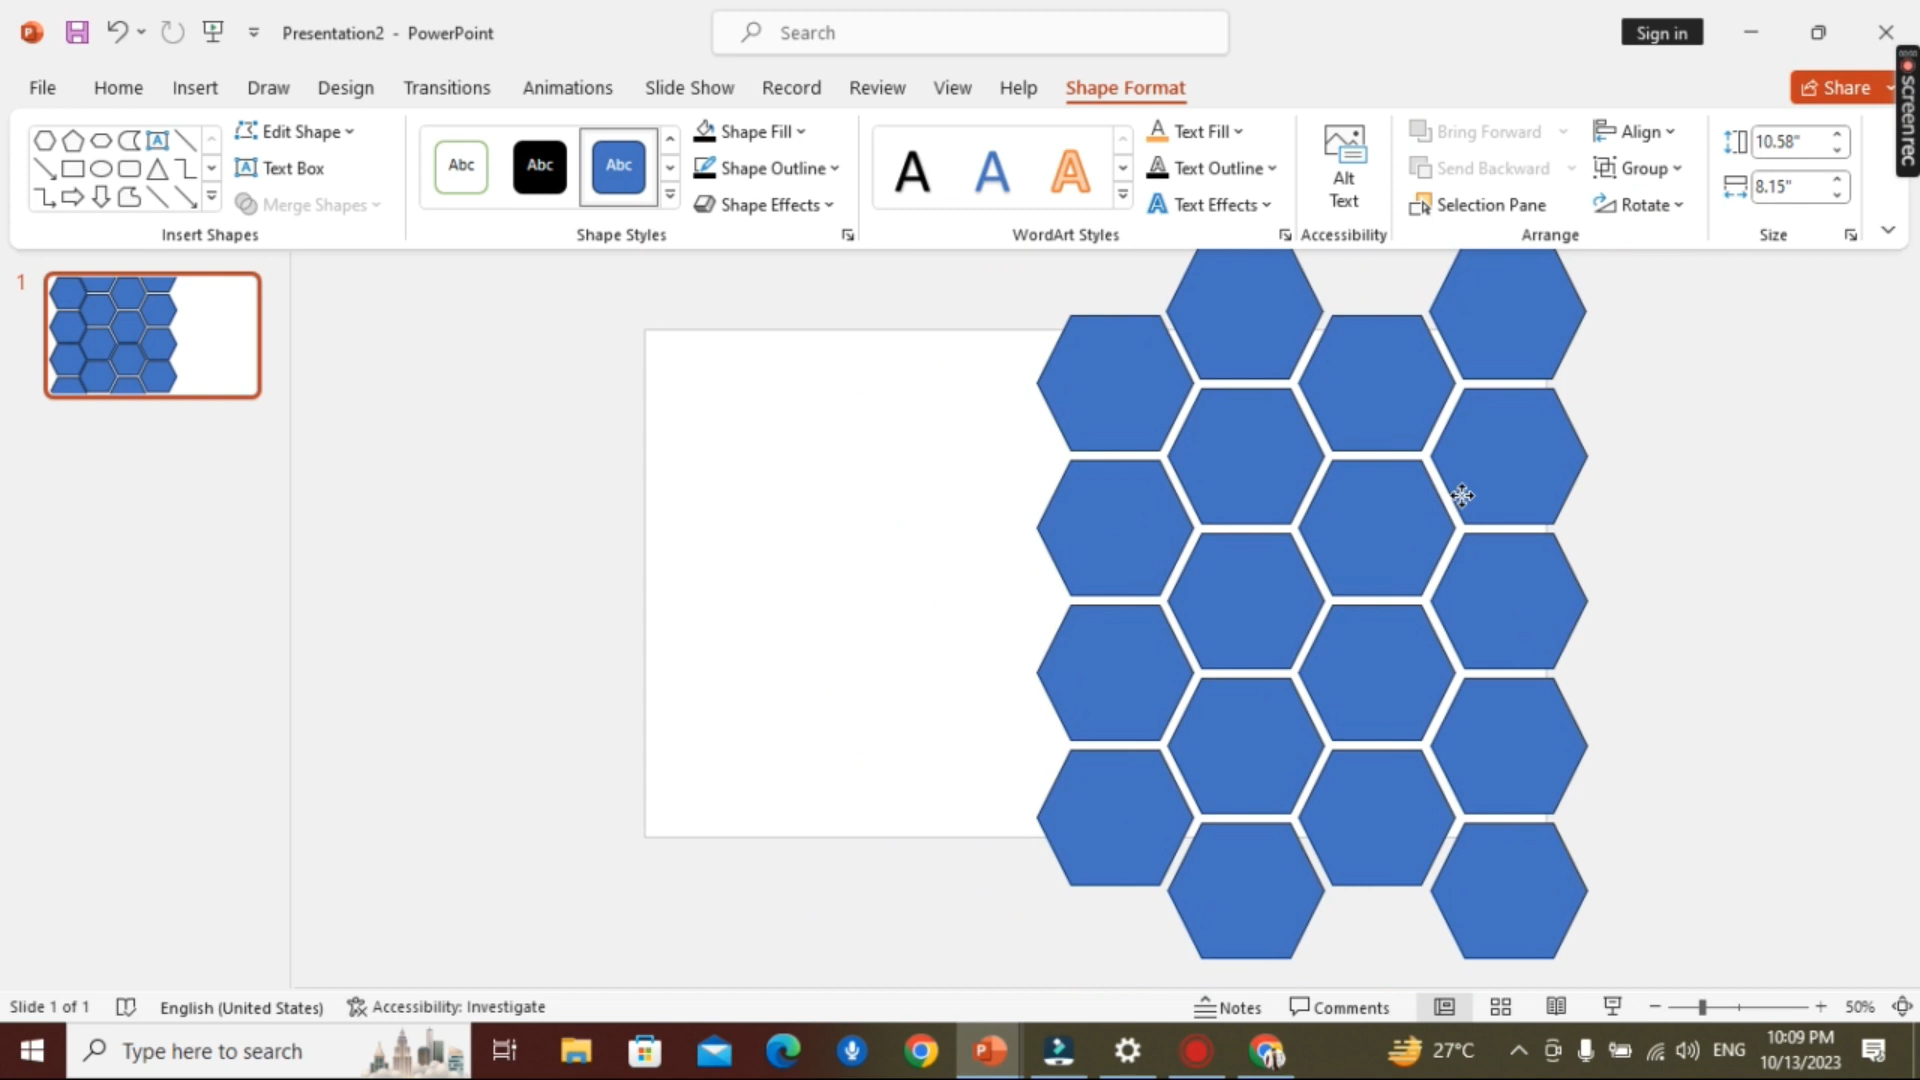 Presentation2 - PowerPoint
Search
Sign in
File Home Insert Draw Design Transitions Animations Slide Show Record Review View Help Shape Format
Share
screenrec
Edit Shape
Text Box
Merge Shapes
Insert Shapes
Abc Abc Abc
Shape Fill
Shape Outline
Shape Effects
Shape Styles
A A A
Text Fill
Text Outline
Text Effects
WordArt Styles
Alt
Text
Accessibility
Bring Forward
Send Backward
Selection Pane
Align
Group
Rotate
Arrange
10.58"
8.15"
Size
1
Slide 1 of 1
English (United States)
Accessibility: Investigate
Notes
Comments
50%
Type here to search
27°C
ENG
10:09 PM
10/13/2023